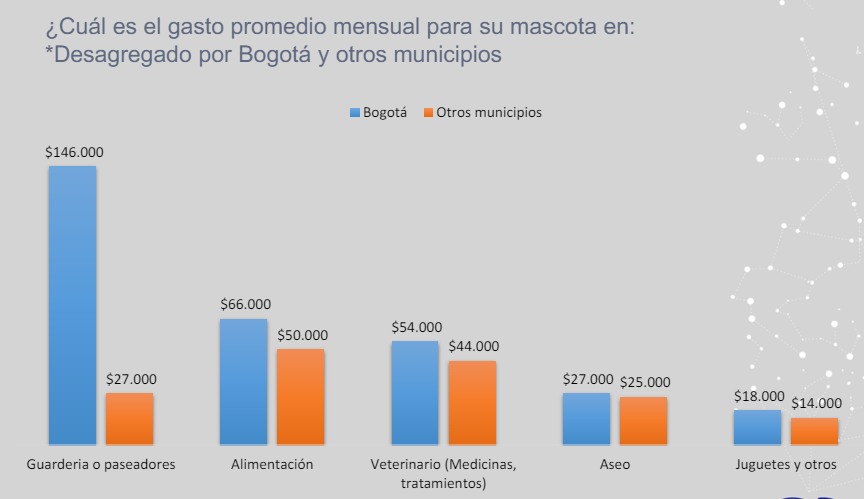 ¿Cuál es el gasto promedio mensual para su mascota en:
*Desagregado por Bogotá y otros municipios
Bogotá Otros municipios
$146.000
$27.000
$66.000
$50.000
$54.000
$44.000
$27.000
$25.000
$18.000
$14.000
Guarderia o paseadores
Alimentación
Veterinario (Medicinas,
tratamientos)
Aseo
Juguetes y otros